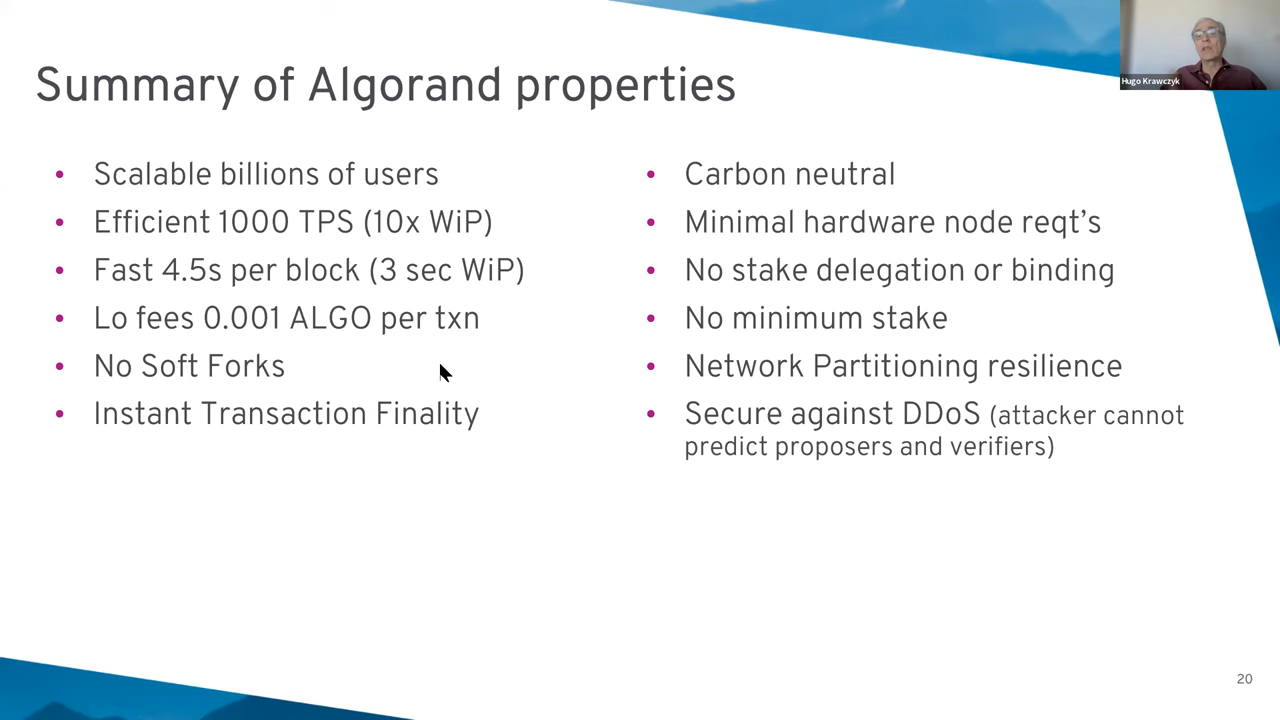 Summary of Algorand properties
• Scalable billions of users
• Efficient 1000 TPS (10x WiP)
• Fast 4.5s per block (3 sec WiP)
• Lo fees 0.001 ALGO per txn
• No Soft Forks
• Instant Transaction Finality
• Carbon neutral
• Minimal hardware node reqt’s
• No stake delegation or binding
• No minimum stake
• Network Partitioning resilience
• Secure against DDoS (attacker cannot
predict proposers and verifiers)
Hugo Krawczyk
20